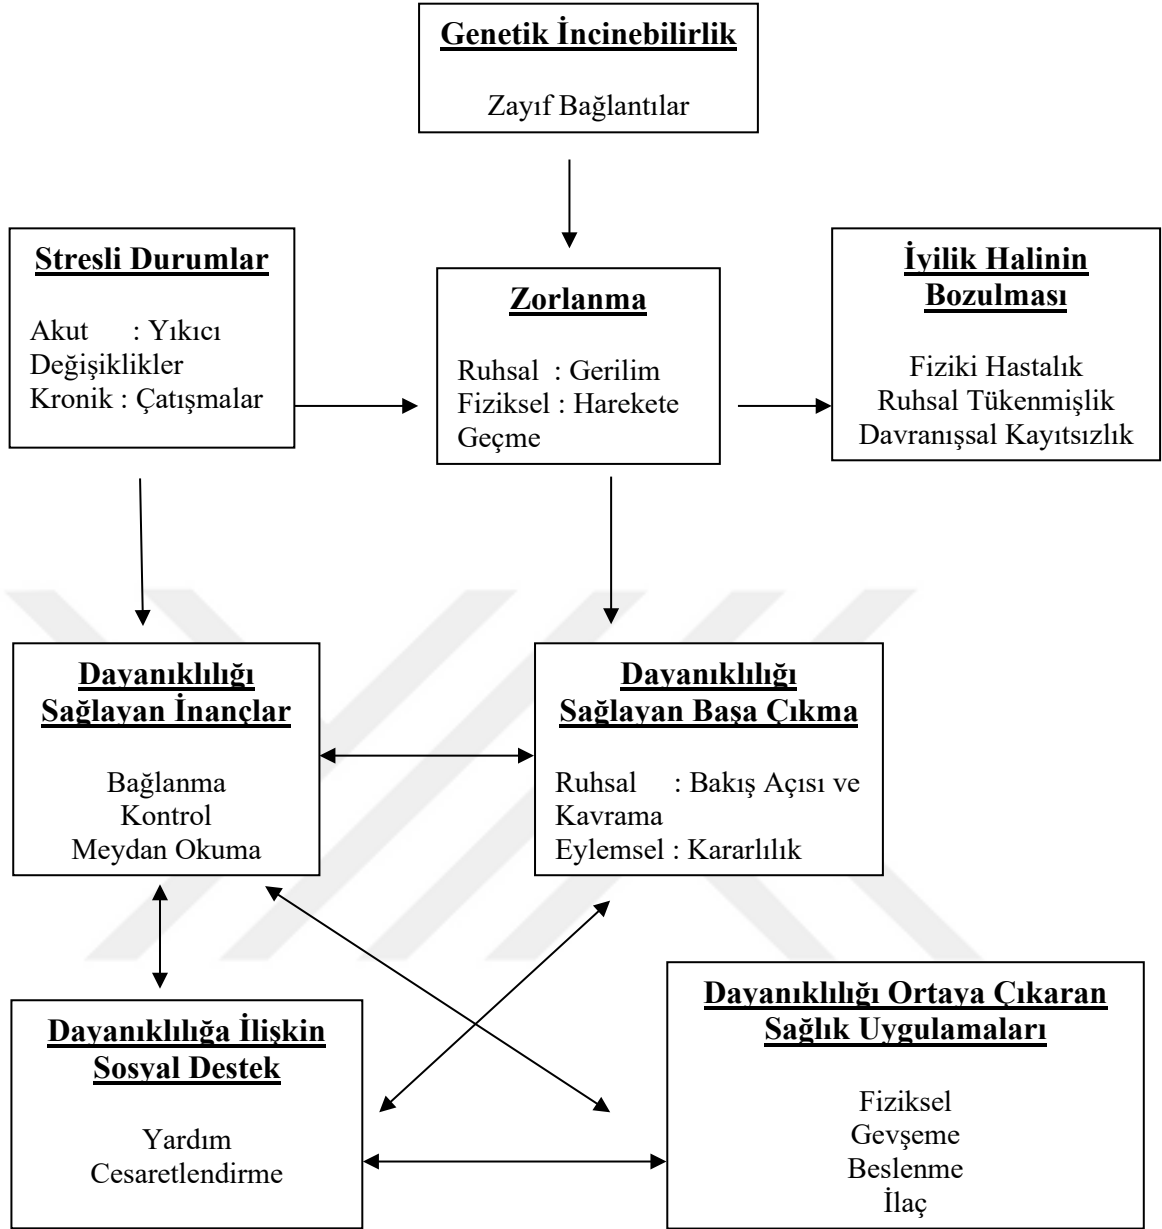 Genetik İncinebilirlik
Zayıf Bağlantılar
Stresli Durumlar
Akut : Yıkıcı
Değişiklikler
Kronik : Çatışmalar
Zorlanma
Ruhsal : Gerilim
Fiziksel : Harekete
Geçme
İyilik Halinin
Bozulması
Fiziki Hastalık
Ruhsal Tükenmişlik
Davranışsal Kayıtsızlık
Dayanıklılığı
Sağlayan İnançlar
Bağlanma
Kontrol
Meydan Okuma
Dayanıklılığı
Sağlayan Başa Çıkma
Ruhsal : Bakış Açısı ve
Kavrama
Eylemsel : Kararlılık
Dayanıklılığa İlişkin
Sosyal Destek
Yardım
Cesaretlendirme
Dayanıklılığı Ortaya Çıkaran
Sağlık Uygulamaları
Fiziksel
Gevşeme
Beslenme
İlaç